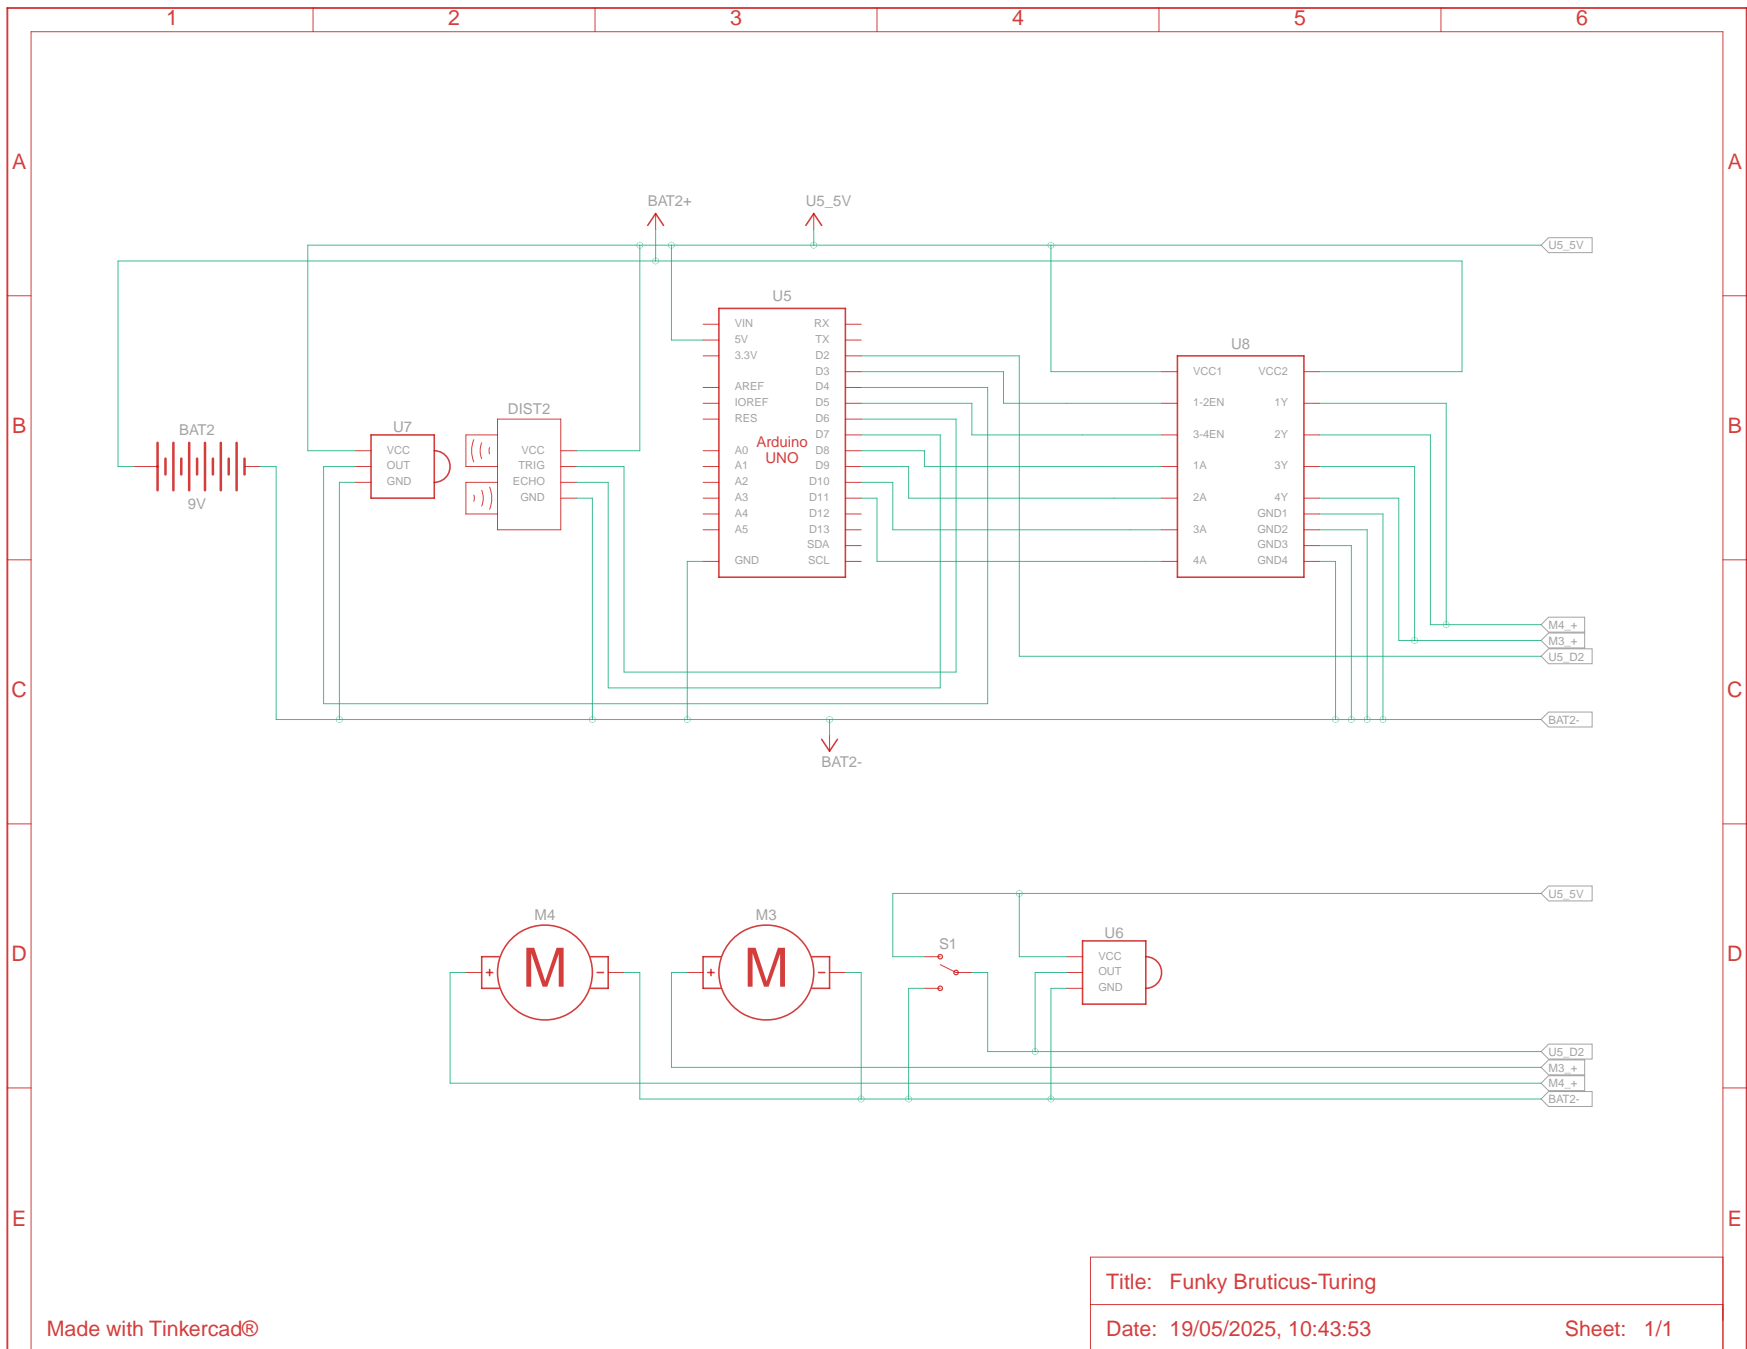 1 2 3 4 5 6
A A
BAT2+ U5_5V
U5_5V
U5
VIN RX
5V TX
3.3V D2
D3
AREF D4
IOREF D5
RES D6
D7
A0 D8
A1 D9
A2 D10
A3 D11
A4 D12
A5 D13
SDA
GND SCL
Arduino
UNO
U8
VCC1 VCC2
1-2EN 1Y
3-4EN 2Y
1A 3Y
2A 4Y
GND1
3A GND2
GND3
4A GND4
B B
BAT2
9V
U7
VCC
OUT
GND
DIST2
VCC
TRIG
ECHO
GND
M4_+
M3_+
U5_D2
C C
BAT2-
BAT2-
U5_5V
M4
+ M -
M3
+ M -
S1
U6
VCC
OUT
GND
D D
U5_D2
M3_+
M4_+
BAT2-
E E
Title: Funky Bruticus-Turing
Made with Tinkercad®
Date: 19/05/2025, 10:43:53 Sheet: 1/1